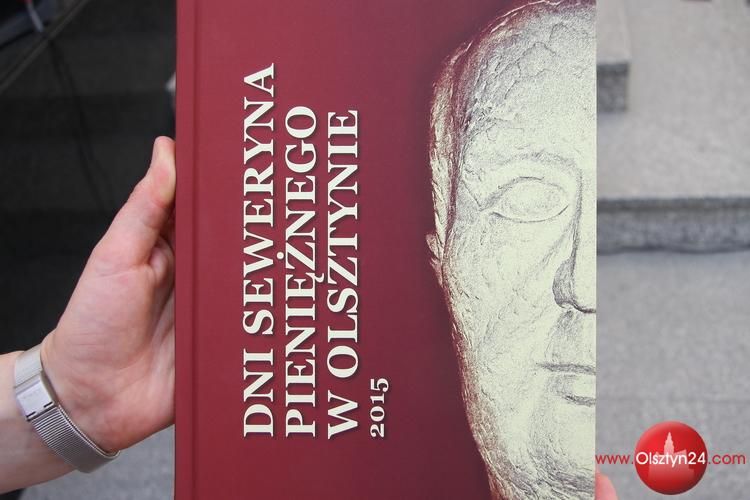 DNI SEWERYNA
PIENIĘŻNEGO
W OLSZTYNIE
2015
www.Olsztyn24.com